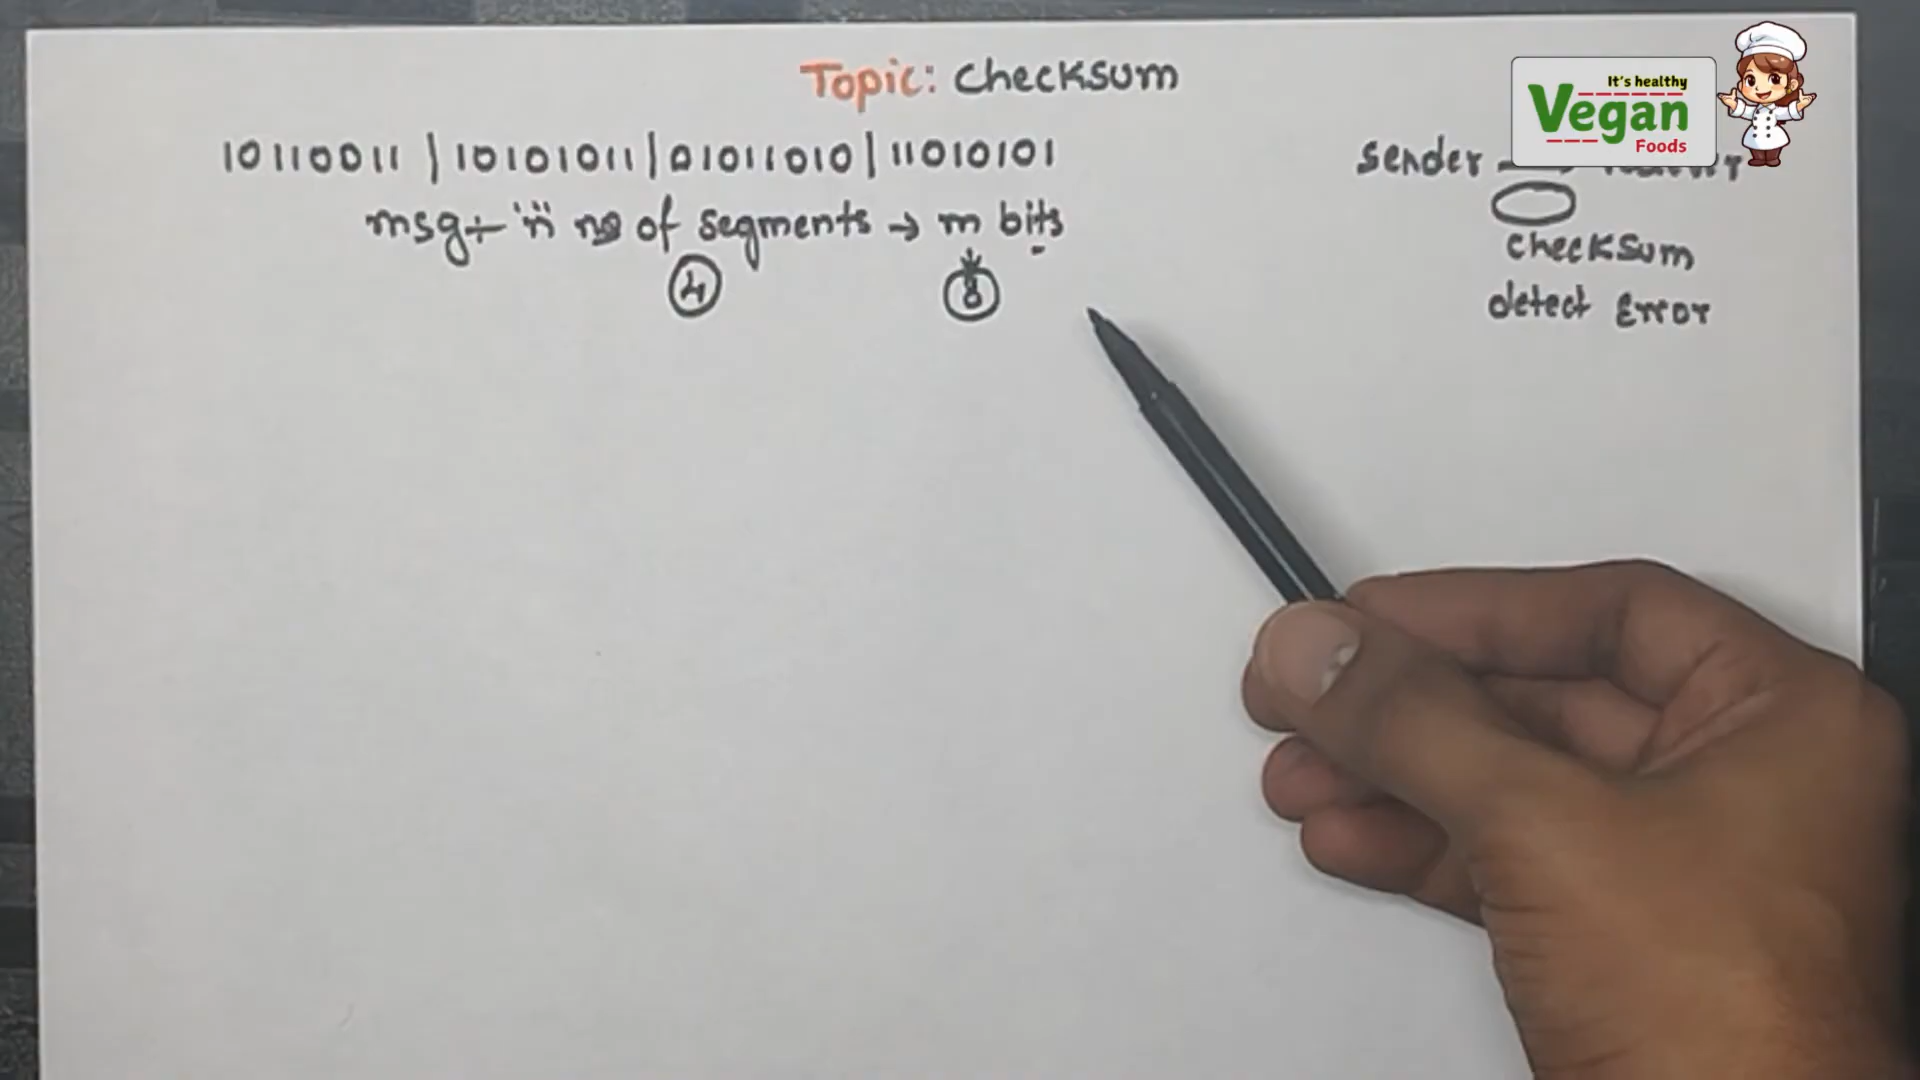 Topic: Checksum
It's healthy
Vegan
Foods
10110011 | 10101011 | 01011010 | 11010101
sender →
msg ÷ "n" no of segments → m bits
checksum
4
8
detect Error